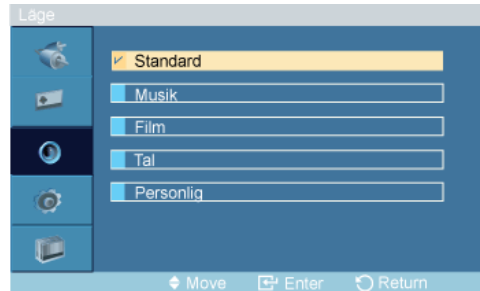 Läge
Standard
Musik
Film
Tal
Personlig
Move Enter Return